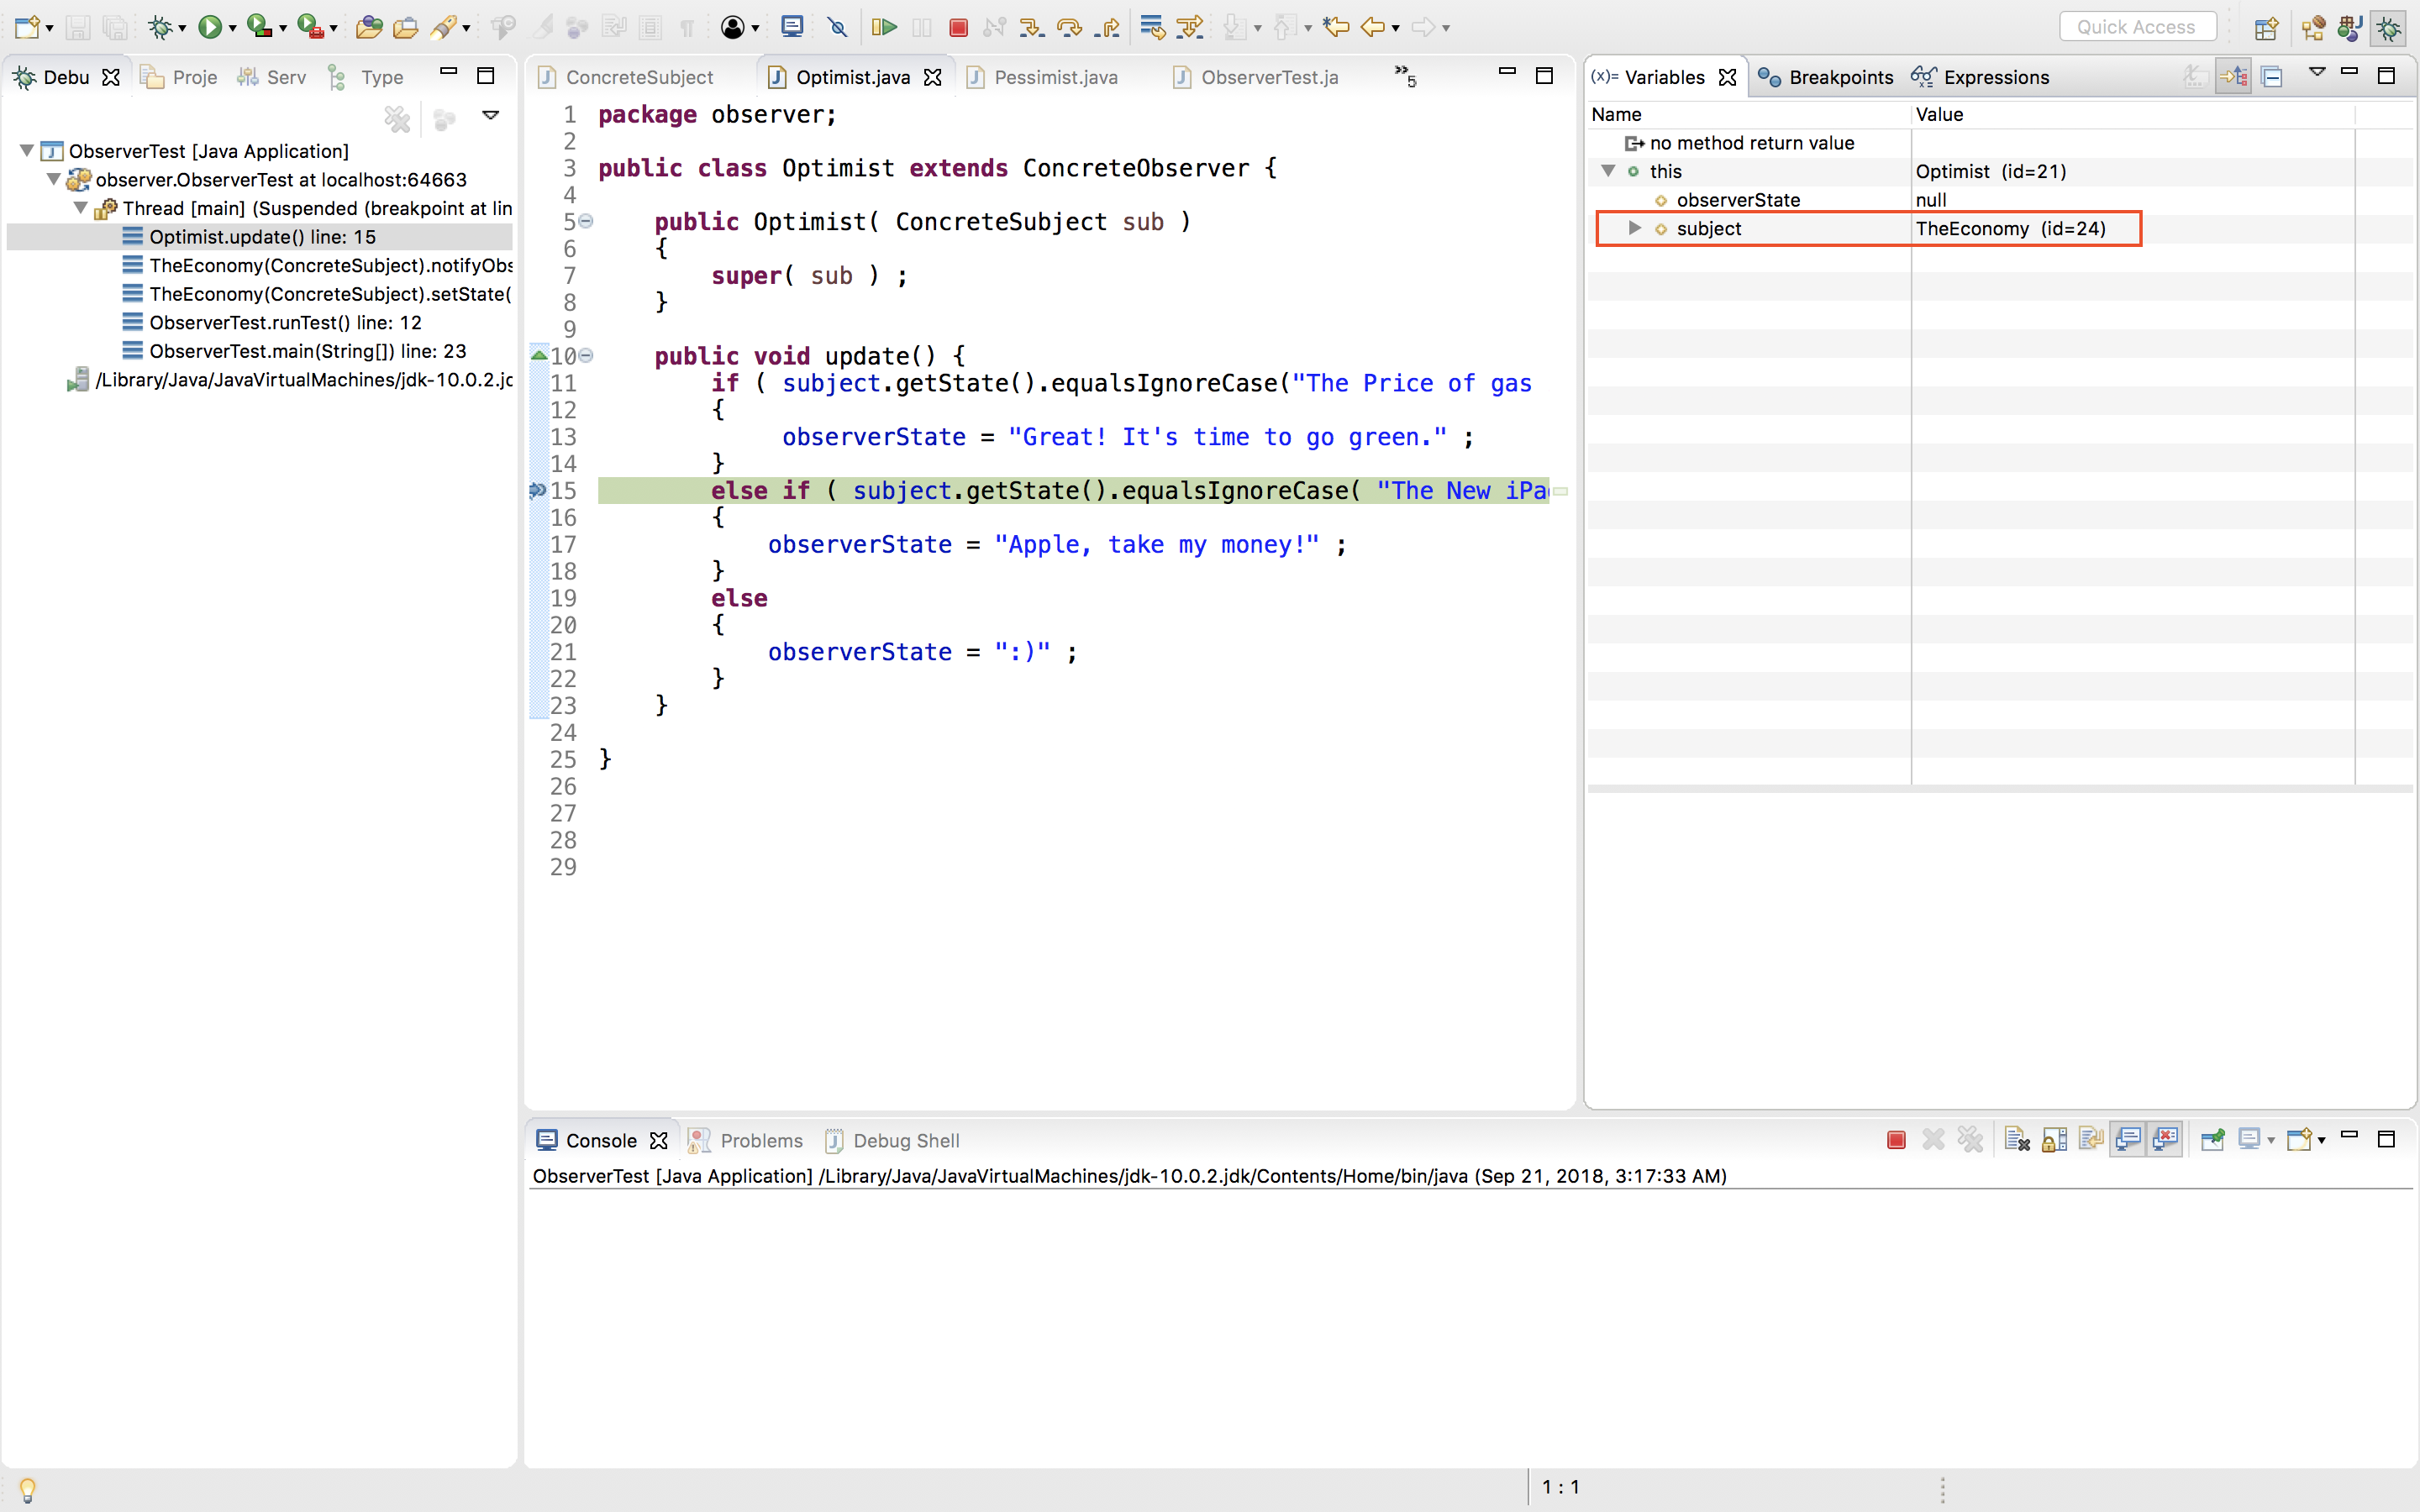 Quick Access
Debu
Proje
Serv
Type
ObserverTest [Java Application]
observer.ObserverTest at localhost:64663
Thread [main] (Suspended (breakpoint at lin
Optimist.update() line: 15
TheEconomy(ConcreteSubject).notifyObs
TheEconomy(ConcreteSubject).setState(
ObserverTest.runTest() line: 12
ObserverTest.main(String[]) line: 23
/Library/Java/JavaVirtualMachines/jdk-10.0.2.jd
ConcreteSubject
Optimist.java
Pessimist.java
ObserverTest.ja
»5
1 package observer;
2
3 public class Optimist extends ConcreteObserver {
4
5 public Optimist( ConcreteSubject sub )
6 {
7 super( sub ) ;
8 }
9
10 public void update() {
11 if ( subject.getState().equalsIgnoreCase("The Price of gas
12 {
13 observerState = "Great! It's time to go green." ;
14 }
15 else if ( subject.getState().equalsIgnoreCase( "The New iPa
16 {
17 observerState = "Apple, take my money!" ;
18 }
19 else
20 {
21 observerState = ":)" ;
22 }
23 }
24
25 }
26
27
28
29
(x)= Variables
Breakpoints
Expressions
Name Value
no method return value
this Optimist (id=21)
observerState null
subject TheEconomy (id=24)
Console
Problems
Debug Shell
ObserverTest [Java Application] /Library/Java/JavaVirtualMachines/jdk-10.0.2.jdk/Contents/Home/bin/java (Sep 21, 2018, 3:17:33 AM)
1 : 1